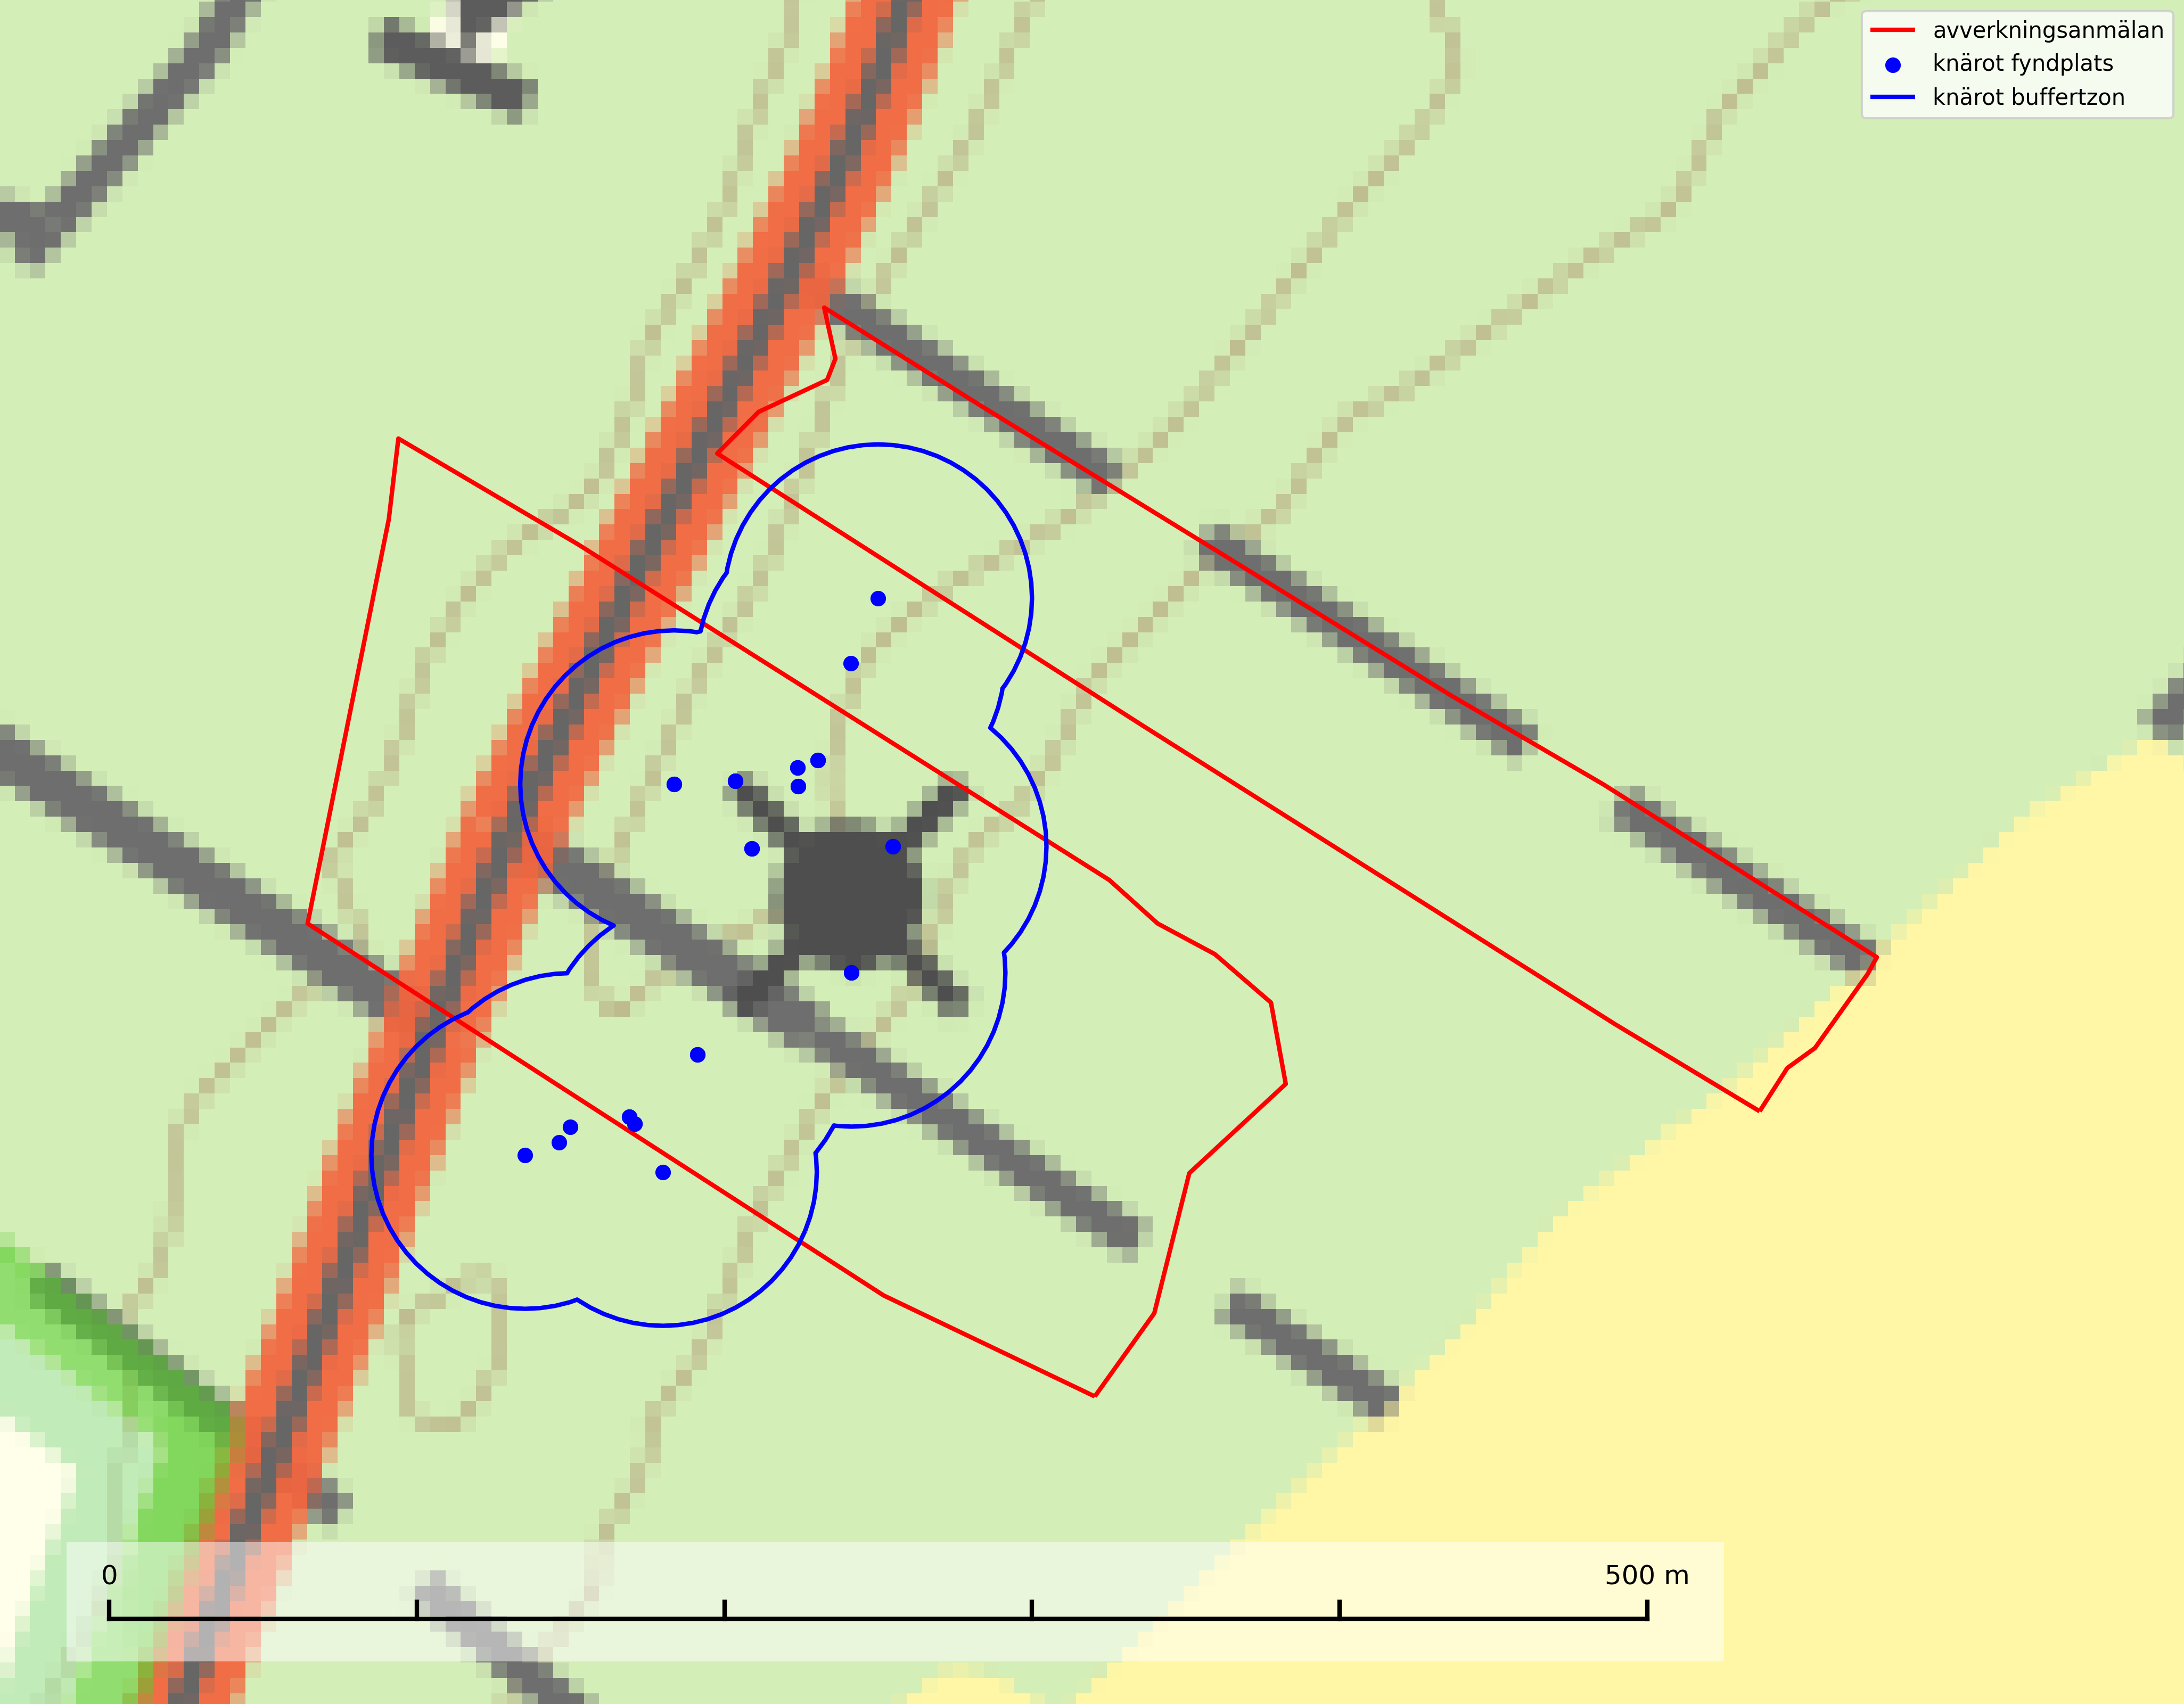 avverkningsanmälan
knärot fyndplats
knärot buffertzon
0 500 m